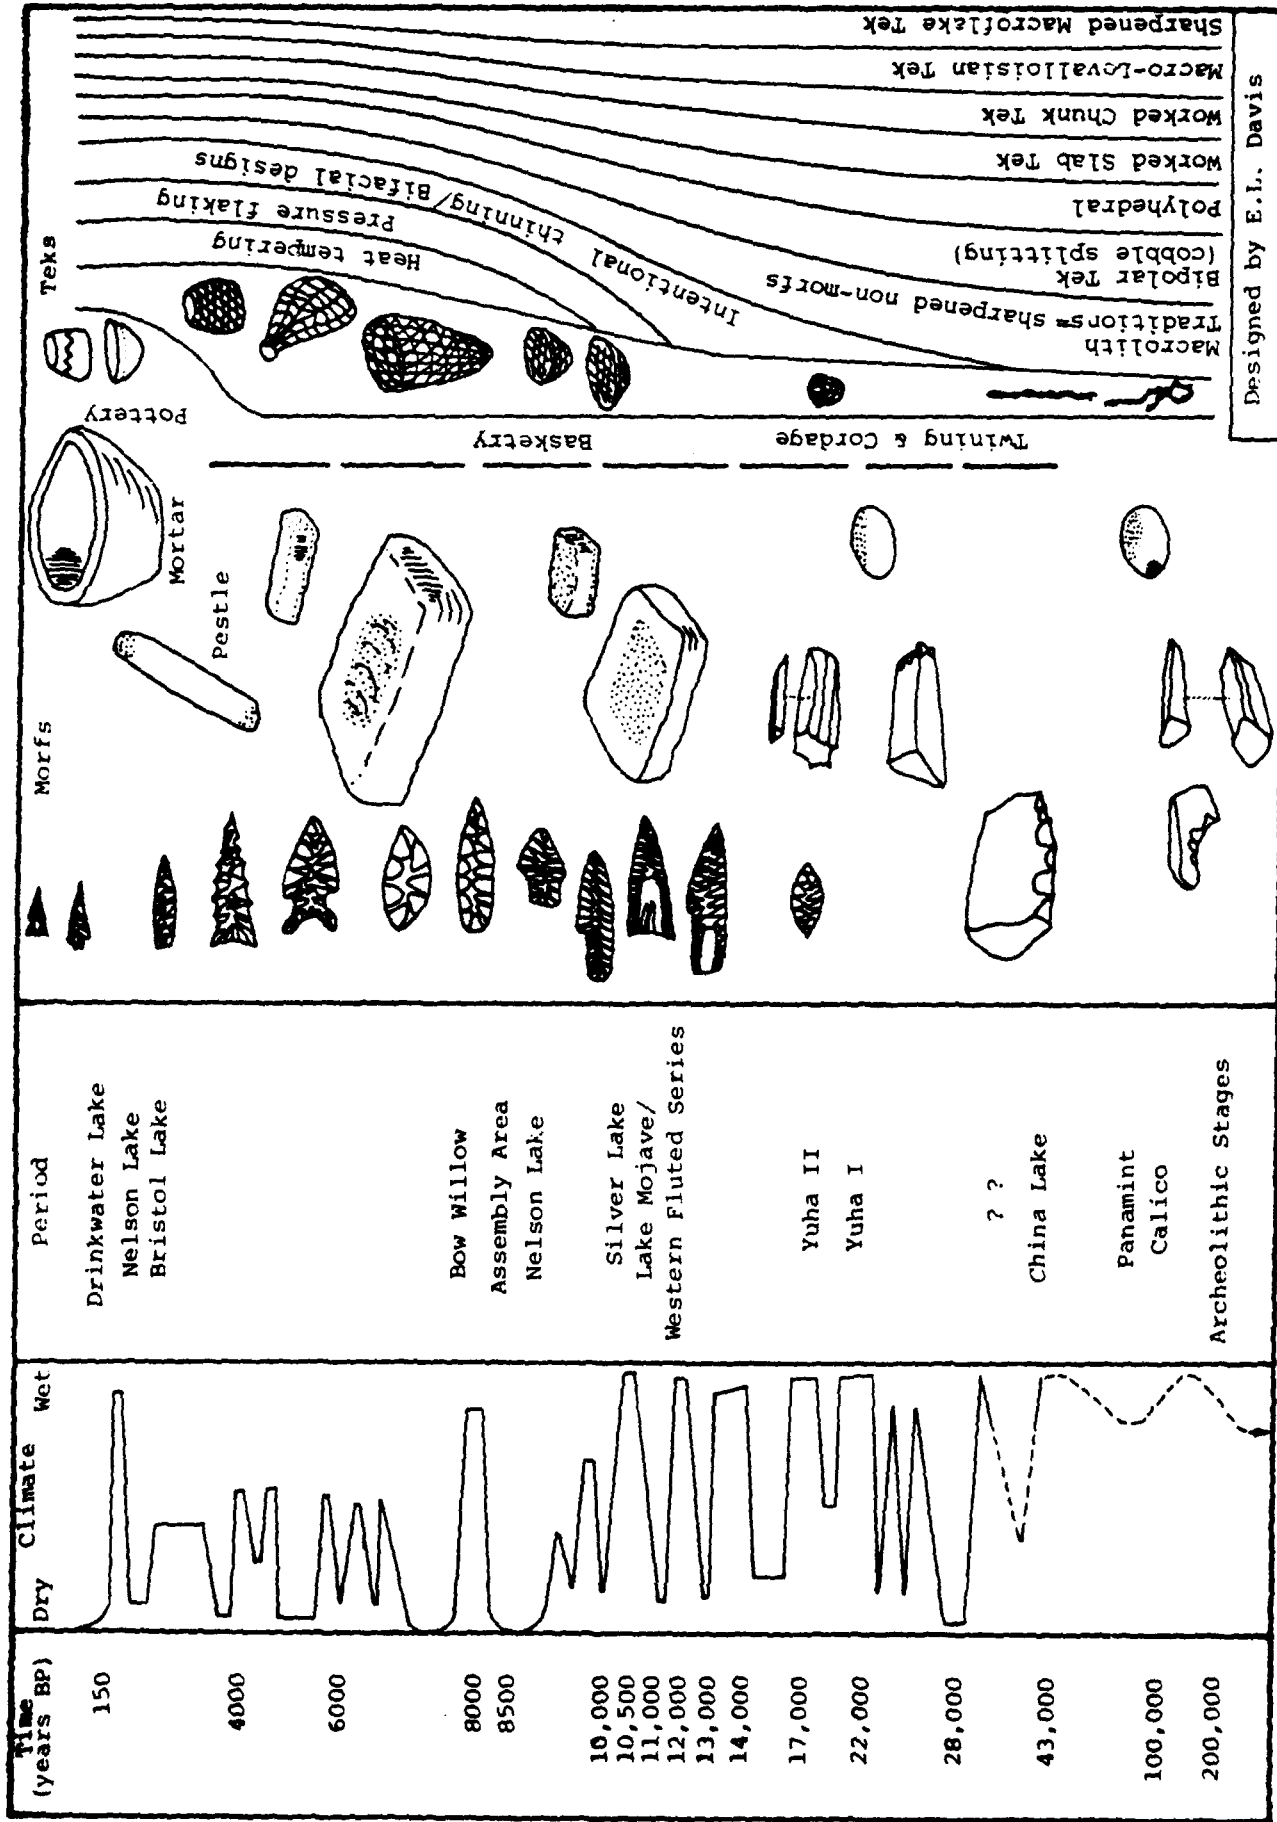 Time
(years BP)
150
4000
6000
8000
8500
10,000
10,500
11,000
12,000
13,000
14,000
17,000
22,000
28,000
43,000
100,000
200,000
Dry Climate Wet
Period
Drinkwater Lake
Nelson Lake
Bristol Lake
Bow Willow
Assembly Area
Nelson Lake
Silver Lake
Lake Mojave/
Western Fluted Series
Yuha II
Yuha I
? ?
China Lake
Panamint
Calico
Archeolithic Stages
Morfs
Mortar
Pestle
Pottery
Basketry
Twining & Cordage
Teks
Heat tempering
Pressure flaking
Intentional thinning/Bifacial designs
Macrolith
Traditions= sharpened non-morfs
Bipolar Tek
(cobble splitting)
Polyhedral
Worked Slab Tek
Worked Chunk Tek
Macro-Levalloisian Tek
Sharpened Macroflake Tek
Designed by E.L. Davis